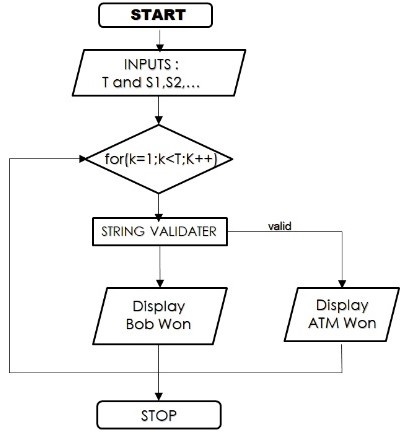 START
INPUTS :
T and S1,S2,...
for(k=1;k<T;K++)
STRING VALIDATER
valid
Display
Bob Won
Display
ATM Won
STOP